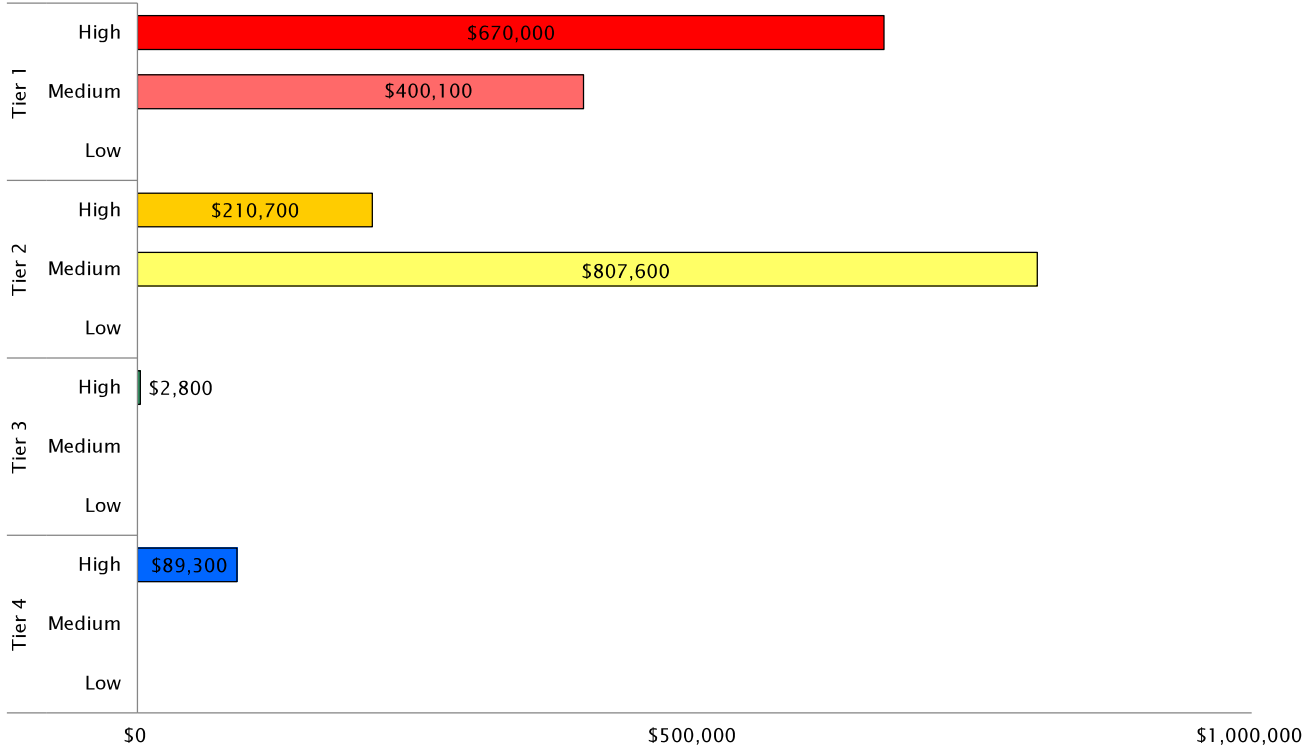 Tier 1
High
$670,000
Medium
$400,100
Low
Tier 2
High
$210,700
Medium
$807,600
Low
Tier 3
High
$2,800
Medium
Low
Tier 4
High
$89,300
Medium
Low
$0
$500,000
$1,000,000